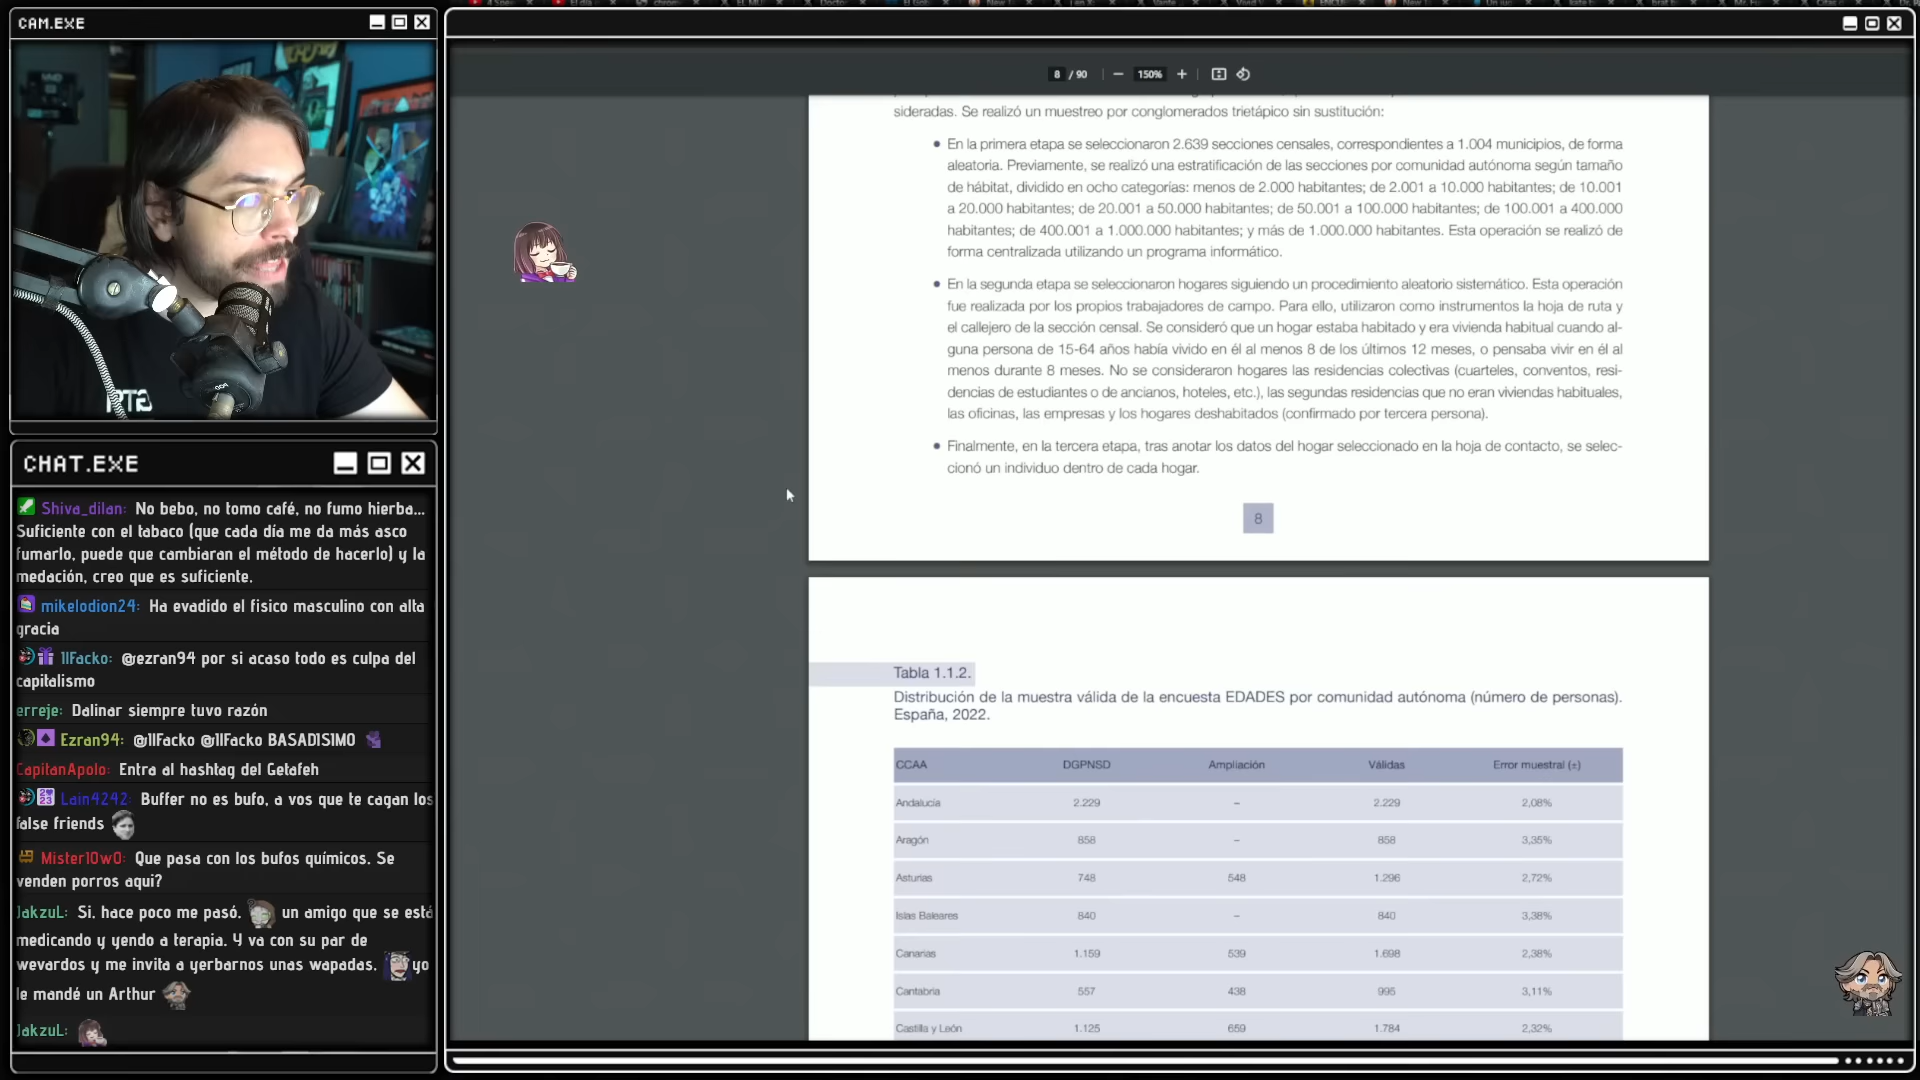 CAM.EXE
CHAT.EXE
Shiva_dilan: No bebo, no tomo café, no fumo hierba...
Suficiente con el tabaco (que cada día me da más asco
fumarlo, puede que cambiaran el método de hacerlo) y la
medación, creo que es suficiente.
mikelodion24: Ha evadido el fisico masculino con alta
gracia
11Facko: @ezran94 por si acaso todo es culpa del
capitalismo
erreje: Dalinar siempre tuvo razón
Ezran94: @11Facko @11Facko BASADISIMO
CapitanApolo: Entra al hashtag del Getafeh
Lain4242: Buffer no es bufo, a vos que te cagan los
false friends
Mister10w0: Que pasa con los bufos químicos. Se
venden porros aqui?
JakzuL: Si, hace poco me pasó. un amigo que se está
medicando y yendo a terapia. Y va con su par de
wevardos y me invita a yerbarnos unas wapadas. yo
le mandé un Arthur
JakzuL:
8 / 90 150%
sideradas. Se realizó un muestreo por conglomerados trietápico sin sustitución:
En la primera etapa se seleccionaron 2.639 secciones censales, correspondientes a 1.004 municipios, de forma
aleatoria. Previamente, se realizó una estratificación de las secciones por comunidad autónoma según tamaño
de hábitat, dividido en ocho categorías: menos de 2.000 habitantes; de 2.001 a 10.000 habitantes; de 10.001
a 20.000 habitantes; de 20.001 a 50.000 habitantes; de 50.001 a 100.000 habitantes; de 100.001 a 400.000
habitantes; de 400.001 a 1.000.000 habitantes; y más de 1.000.000 habitantes. Esta operación se realizó de
forma centralizada utilizando un programa informático.
En la segunda etapa se seleccionaron hogares siguiendo un procedimiento aleatorio sistemático. Esta operación
fue realizada por los propios trabajadores de campo. Para ello, utilizaron como instrumentos la hoja de ruta y
el callejero de la sección censal. Se consideró que un hogar estaba habitado y era vivienda habitual cuando al-
guna persona de 15-64 años había vivido en él al menos 8 de los últimos 12 meses, o pensaba vivir en él al
menos durante 8 meses. No se consideraron hogares las residencias colectivas (cuarteles, conventos, resi-
dencias de estudiantes o de ancianos, hoteles, etc.), las segundas residencias que no eran viviendas habituales,
las oficinas, las empresas y los hogares deshabitados (confirmado por tercera persona).
Finalmente, en la tercera etapa, tras anotar los datos del hogar seleccionado en la hoja de contacto, se selec-
cionó un individuo dentro de cada hogar.
8
Tabla 1.1.2.
Distribución de la muestra válida de la encuesta EDADES por comunidad autónoma (número de personas).
España, 2022.
CCAA DGPNSD Ampliación Válidas Error muestral (±)
Andalucía 2.229 – 2.229 2,08%
Aragón 858 – 858 3,35%
Asturias 748 548 1.296 2,72%
Islas Baleares 840 – 840 3,38%
Canarias 1.159 539 1.698 2,38%
Cantabria 557 438 995 3,11%
Castilla y León 1.125 659 1.784 2,32%